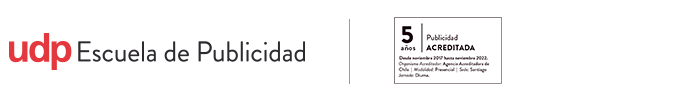 udp Escuela de Publicidad
5 años
Publicidad
ACREDITADA
Desde noviembre 2017 hasta noviembre 2022.
Organismo Acreditador: Agencia Acreditadora de
Chile | Modalidad: Presencial | Sede: Santiago
Jornada: Diurna.